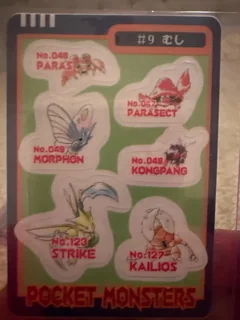 #9 むし
No.046
PARAS
No.047
PARASECT
No.049
MORPHON
No.048
KONGPANG
No.123
STRIKE
No.127
KAILIOS
POCKET MONSTERS